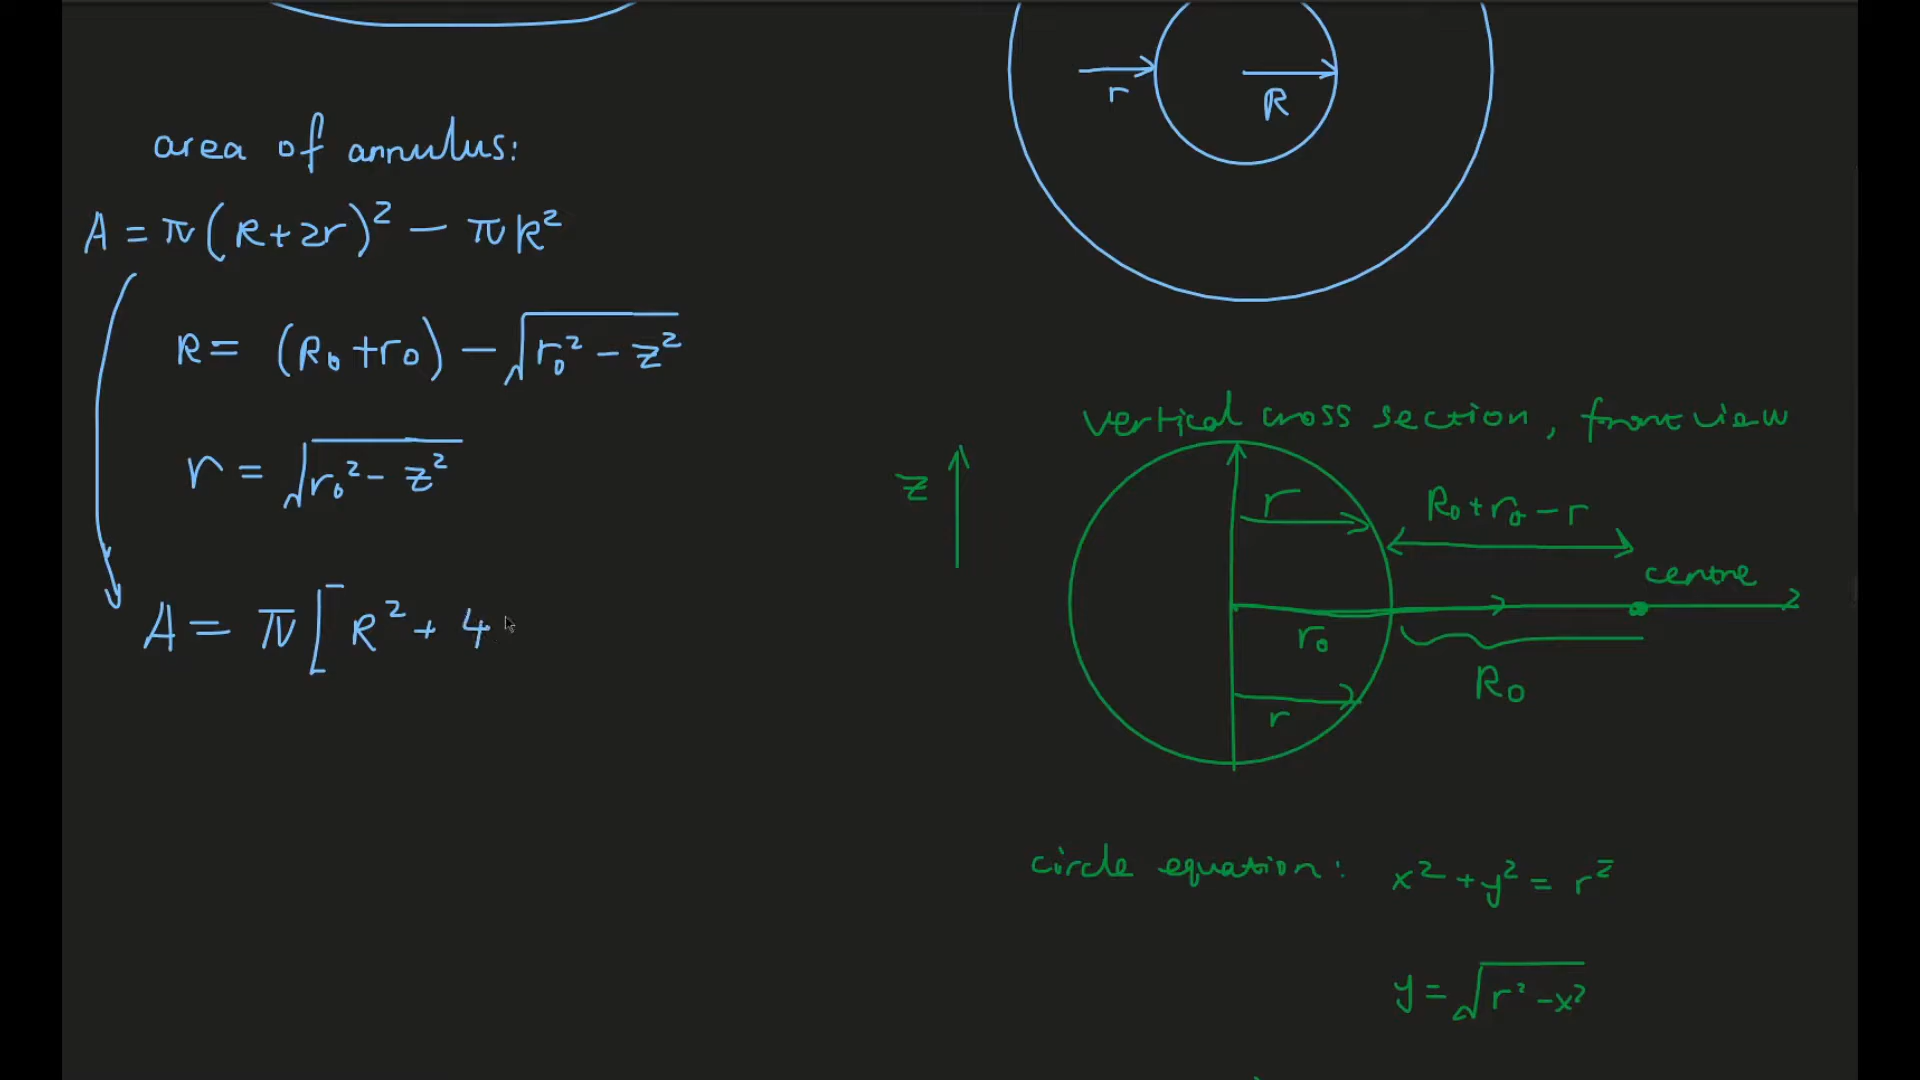 r
R
area of annulus:
A = π(R+2r)² − πR²
R = (R₀+r₀) − √(r₀² − z²)
r = √(r₀² − z²)
A = π[R² + 4
vertical cross section, front view
z
r
R₀+r₀−r
centre
r₀
R₀
r
circle equation: x² + y² = r²
y = √(r² − x²)